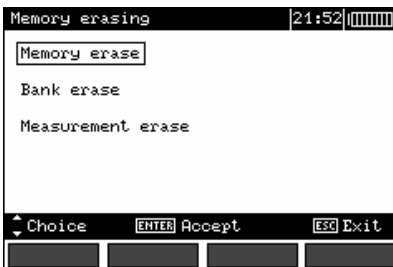 Memory erasing 21:52
Memory erase
Bank erase
Measurement erase
Choice ENTER Accept ESC Exit